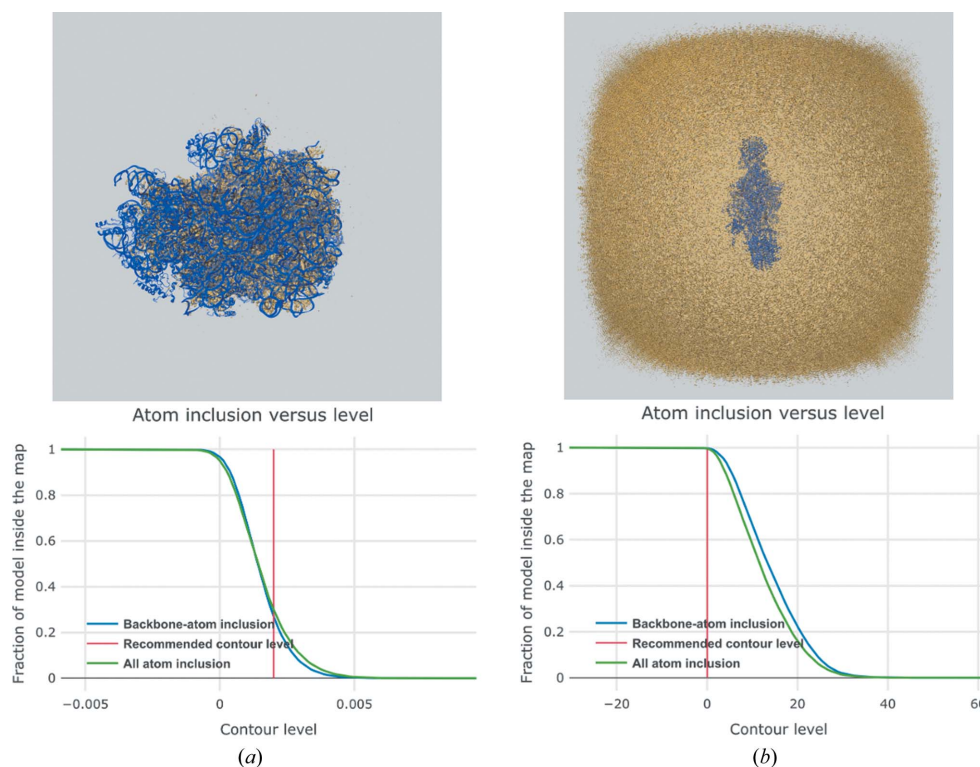 Atom inclusion versus level
Fraction of model inside the map
1
0.8
0.6
0.4
0.2
0
Backbone-atom inclusion
Recommended contour level
All atom inclusion
−0.005
0
0.005
Contour level
(a)
Atom inclusion versus level
Fraction of model inside the map
1
0.8
0.6
0.4
0.2
0
Backbone-atom inclusion
Recommended contour level
All atom inclusion
−20
0
20
40
60
Contour level
(b)